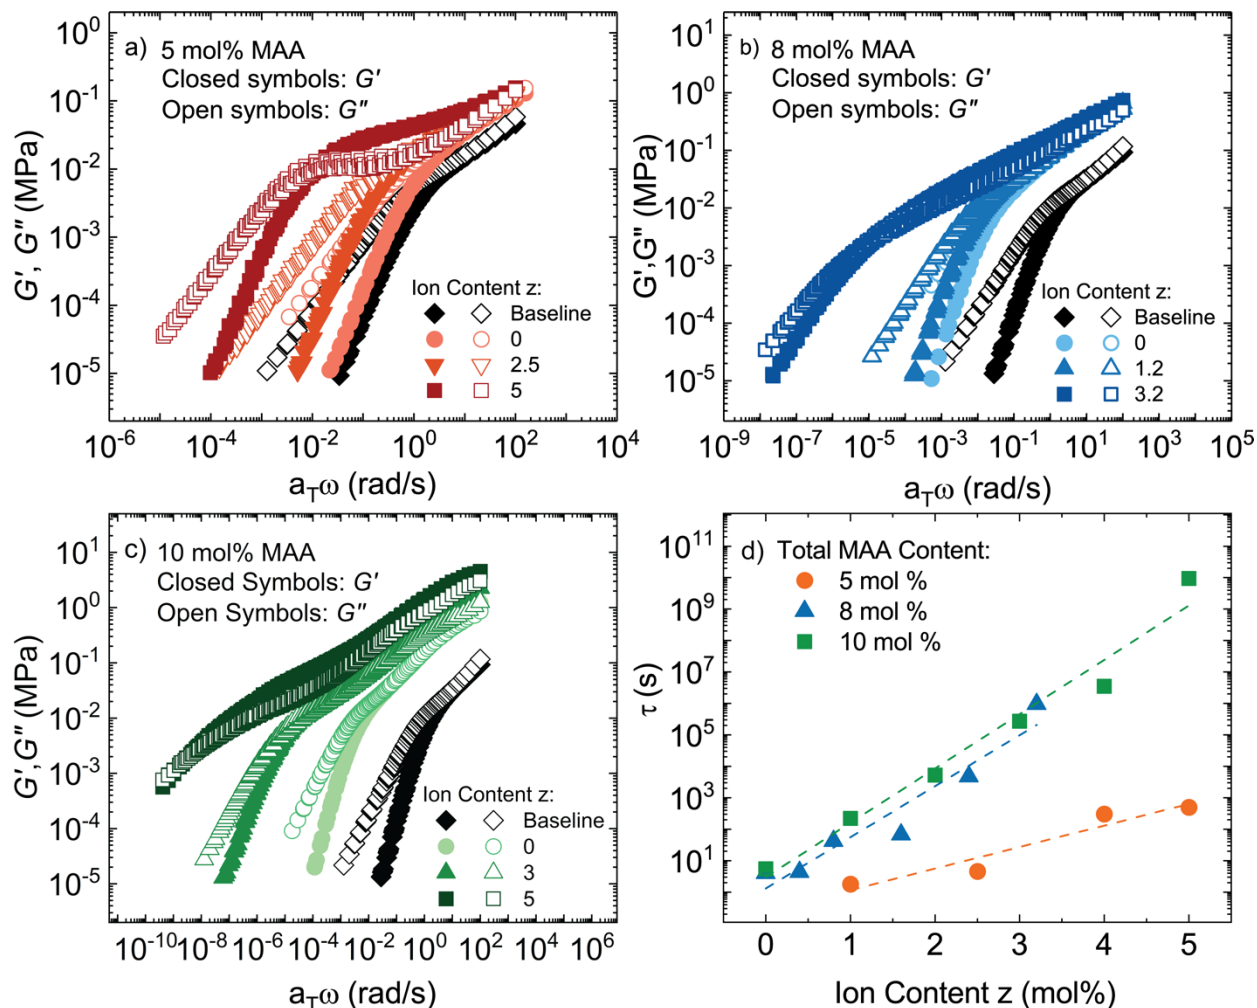 a) 5 mol% MAA
Closed symbols: G'
Open symbols: G"
G', G" (MPa)
10^0
10^-1
10^-2
10^-3
10^-4
10^-5
Ion Content z:
Baseline
0
2.5
5
10^-6 10^-4 10^-2 10^0 10^2 10^4
a_Tω (rad/s)
b) 8 mol% MAA
Closed symbols: G'
Open symbols: G"
G',G" (MPa)
10^1
10^0
10^-1
10^-2
10^-3
10^-4
10^-5
Ion Content z:
Baseline
0
1.2
3.2
10^-9 10^-7 10^-5 10^-3 10^-1 10^1 10^3 10^5
a_Tω (rad/s)
c) 10 mol% MAA
Closed Symbols: G'
Open Symbols: G"
G',G" (MPa)
10^1
10^0
10^-1
10^-2
10^-3
10^-4
10^-5
Ion Content z:
Baseline
0
3
5
10^-10 10^-8 10^-6 10^-4 10^-2 10^0 10^2 10^4 10^6
a_Tω (rad/s)
d) Total MAA Content:
5 mol %
8 mol %
10 mol %
τ (s)
10^11
10^9
10^7
10^5
10^3
10^1
0 1 2 3 4 5
Ion Content z (mol%)